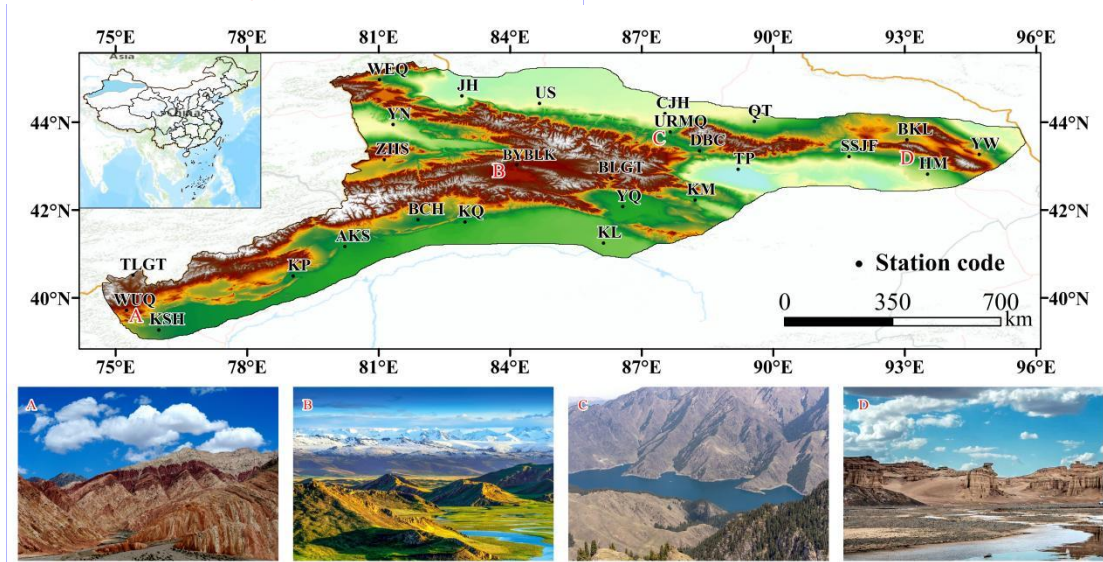 75°E 78°E 81°E 84°E 87°E 90°E 93°E 96°E
Asia
China
WEQ
JH
US
CJH
URMQ
QT
44°N
YN
C
DBC
BKL
YW
44°N
ZHS
BYBLK
B
BLGT
TP
SSJF
D
HM
42°N
BCH
KQ
YQ
KM
42°N
AKS
KL
TLGT
KP
Station code
40°N
WUQ
A
KSH
0 350 700
km
40°N
75°E 78°E 81°E 84°E 87°E 90°E 93°E 96°E
A
B
C
D